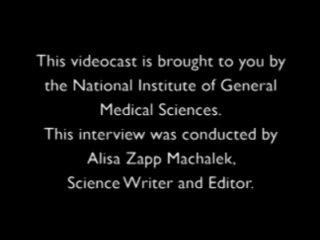 This videocast is brought to you by
the National Institute of General
Medical Sciences.
This interview was conducted by
Alisa Zapp Machalek,
Science Writer and Editor.